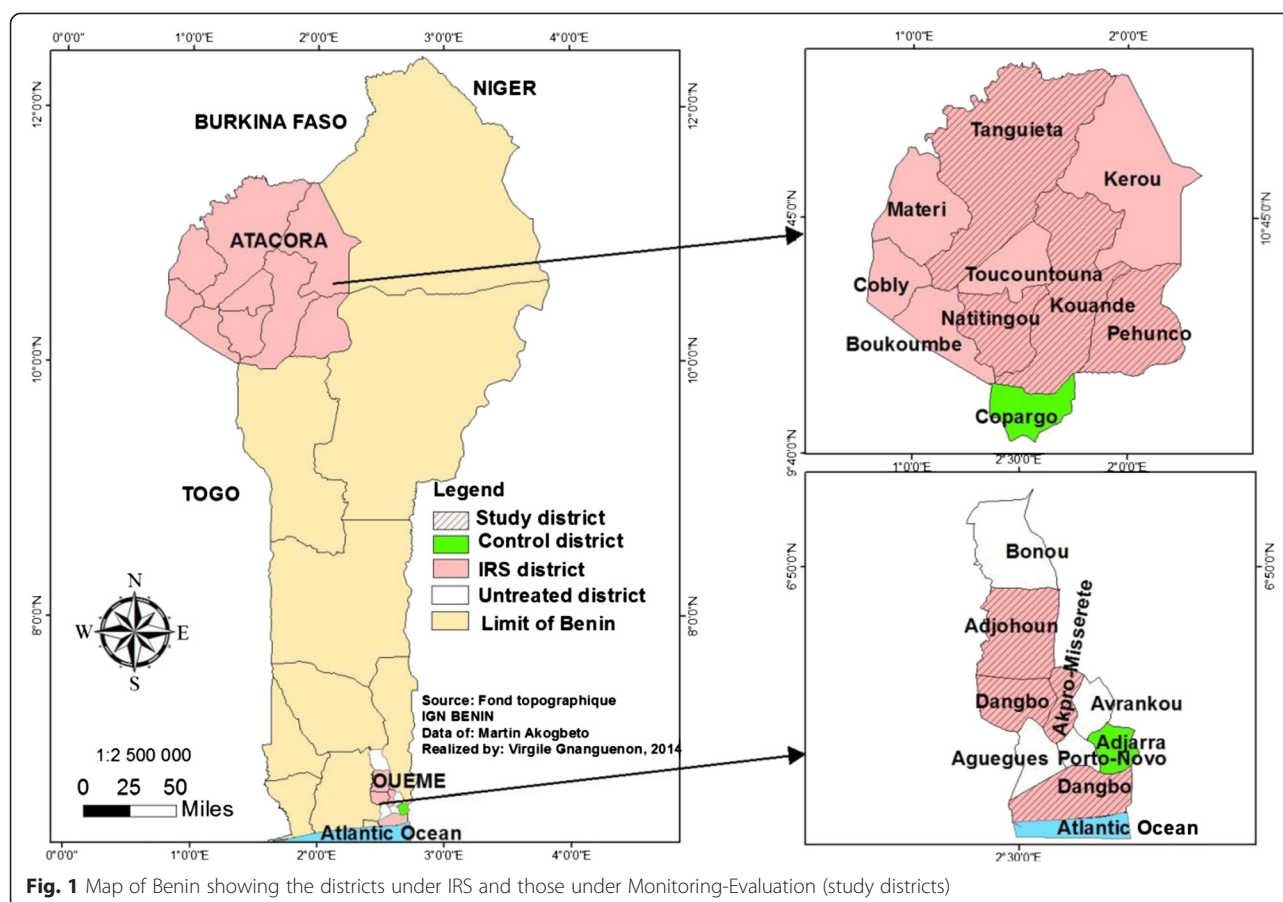 0°0'0"
1°0'0"E
2°0'0"E
3°0'0"E
4°0'0"E
12°0'0"N
12°0'0"N
10°0'0"N
10°0'0"N
8°0'0"N
8°0'0"N
NIGER
BURKINA FASO
ATACORA
TOGO
Legend
Study district
Control district
IRS district
Untreated district
Limit of Benin
N
W E
S
Source: Fond topographique
IGN BENIN
Data of: Martin Akogbeto
Realized by: Virgile Gnanguenon, 2014
1:2 500 000
0 25 50
Miles
OUEME
Atlantic Ocean
0°0'0"
1°0'0"E
2°0'0"E
3°0'0"E
4°0'0"E
1°0'0"E
2°0'0"E
45'0"N
10°45'0"N
9°40'0"N
Tanguieta
Kerou
Materi
Toucountouna
Cobly
Kouande
Natitingou
Pehunco
Boukoumbe
Copargo
1°0'0"E
2°30'0"E
2°0'0"E
6°50'0"N
6°50'0"N
Bonou
Adjohoun
Akpro-Misserete
Dangbo
Avrankou
Adjarra
Aguegues
Porto-Novo
Dangbo
Atlantic Ocean
2°30'0"E
Fig. 1 Map of Benin showing the districts under IRS and those under Monitoring-Evaluation (study districts)